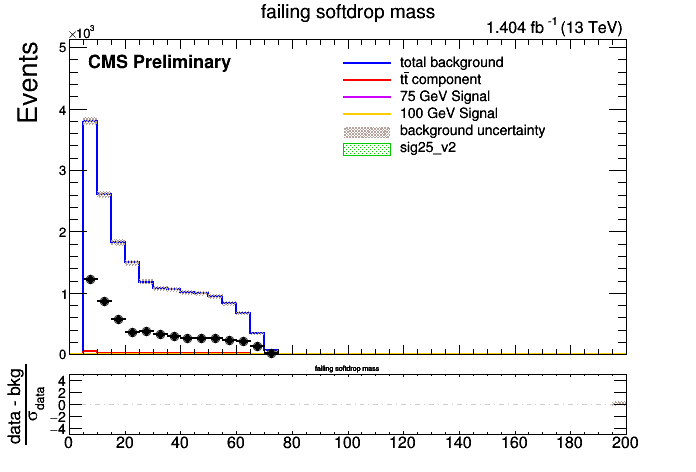 failing softdrop mass
×10³
1.404 fb⁻¹ (13 TeV)
Events
CMS Preliminary
total background
tt̄ component
75 GeV Signal
100 GeV Signal
background uncertainty
sig25_v2
5
4
3
2
1
0
failing softdrop mass
data - bkg
σ_data
4
2
0
−2
−4
0 20 40 60 80 100 120 140 160 180 200